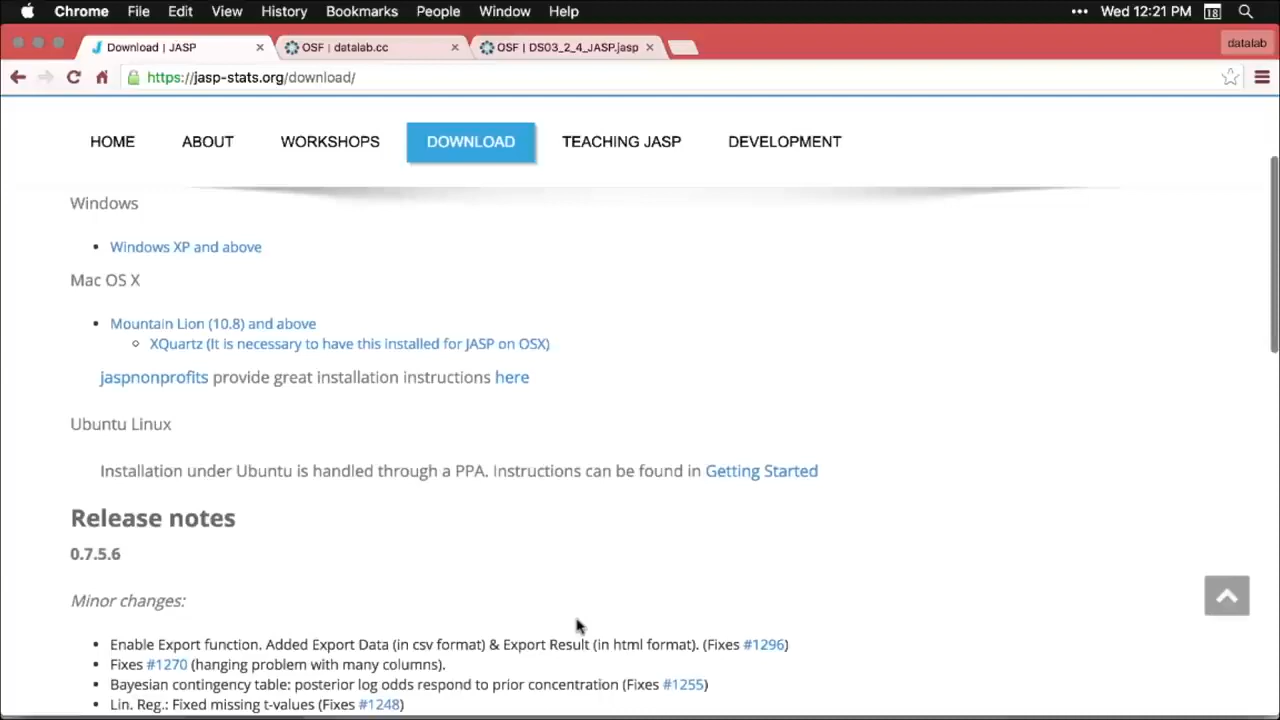 Chrome File Edit View History Bookmarks People Window Help ••• Wed 12:21 PM 18
Download | JASP × OSF | datalab.cc × OSF | DS03_2_4_JASP.jasp × datalab
https://jasp-stats.org/download/
HOME ABOUT WORKSHOPS DOWNLOAD TEACHING JASP DEVELOPMENT
Windows
• Windows XP and above
Mac OS X
• Mountain Lion (10.8) and above
XQuartz (It is necessary to have this installed for JASP on OSX)
jaspnonprofits provide great installation instructions here
Ubuntu Linux
Installation under Ubuntu is handled through a PPA. Instructions can be found in Getting Started
Release notes
0.7.5.6
Minor changes:
• Enable Export function. Added Export Data (in csv format) & Export Result (in html format). (Fixes #1296)
• Fixes #1270 (hanging problem with many columns).
• Bayesian contingency table: posterior log odds respond to prior concentration (Fixes #1255)
• Lin. Reg.: Fixed missing t-values (Fixes #1248)